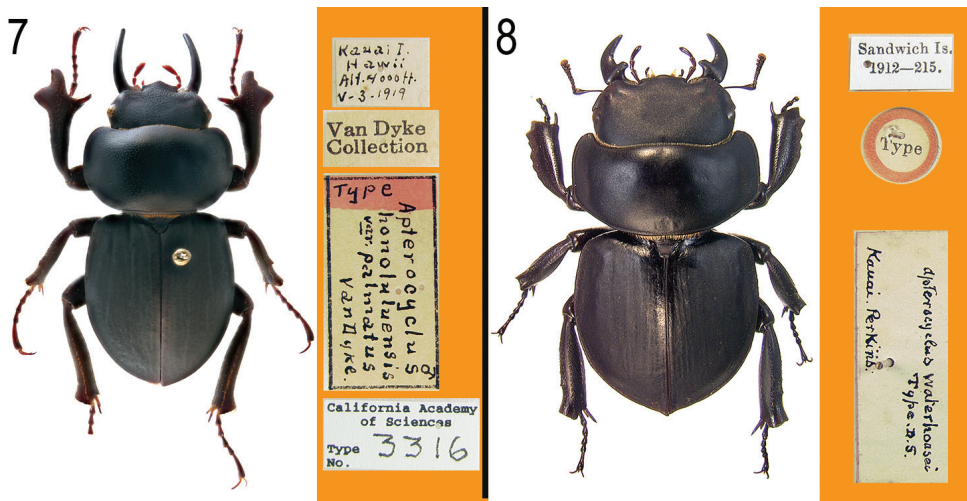 7
Kauai I.
Hawii
Alt. 4000 ft.
V-3-1919
Van Dyke
Collection
Type
Apterocyclus ♂
honoluluensis
var. palmatus
Van Dyke.
California Academy
of Sciences
Type
No. 3316
8
Sandwich Is.
1912—215.
Type
Apterocyclus waterhousei
Type. D.S.
Kauai. Perkins.